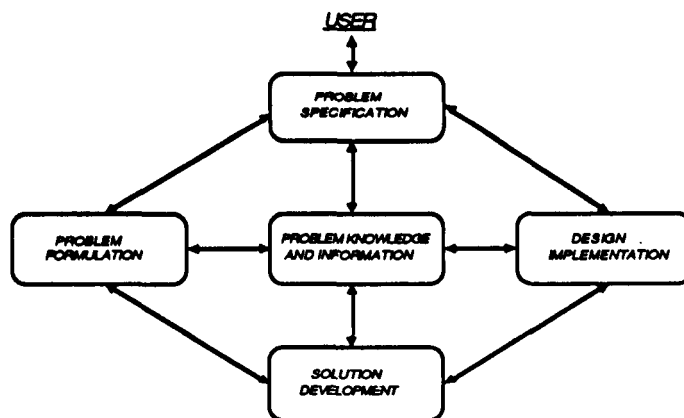 USER
PROBLEM
SPECIFICATION
PROBLEM
FORMULATION
PROBLEM KNOWLEDGE
AND INFORMATION
DESIGN
IMPLEMENTATION
SOLUTION
DEVELOPMENT